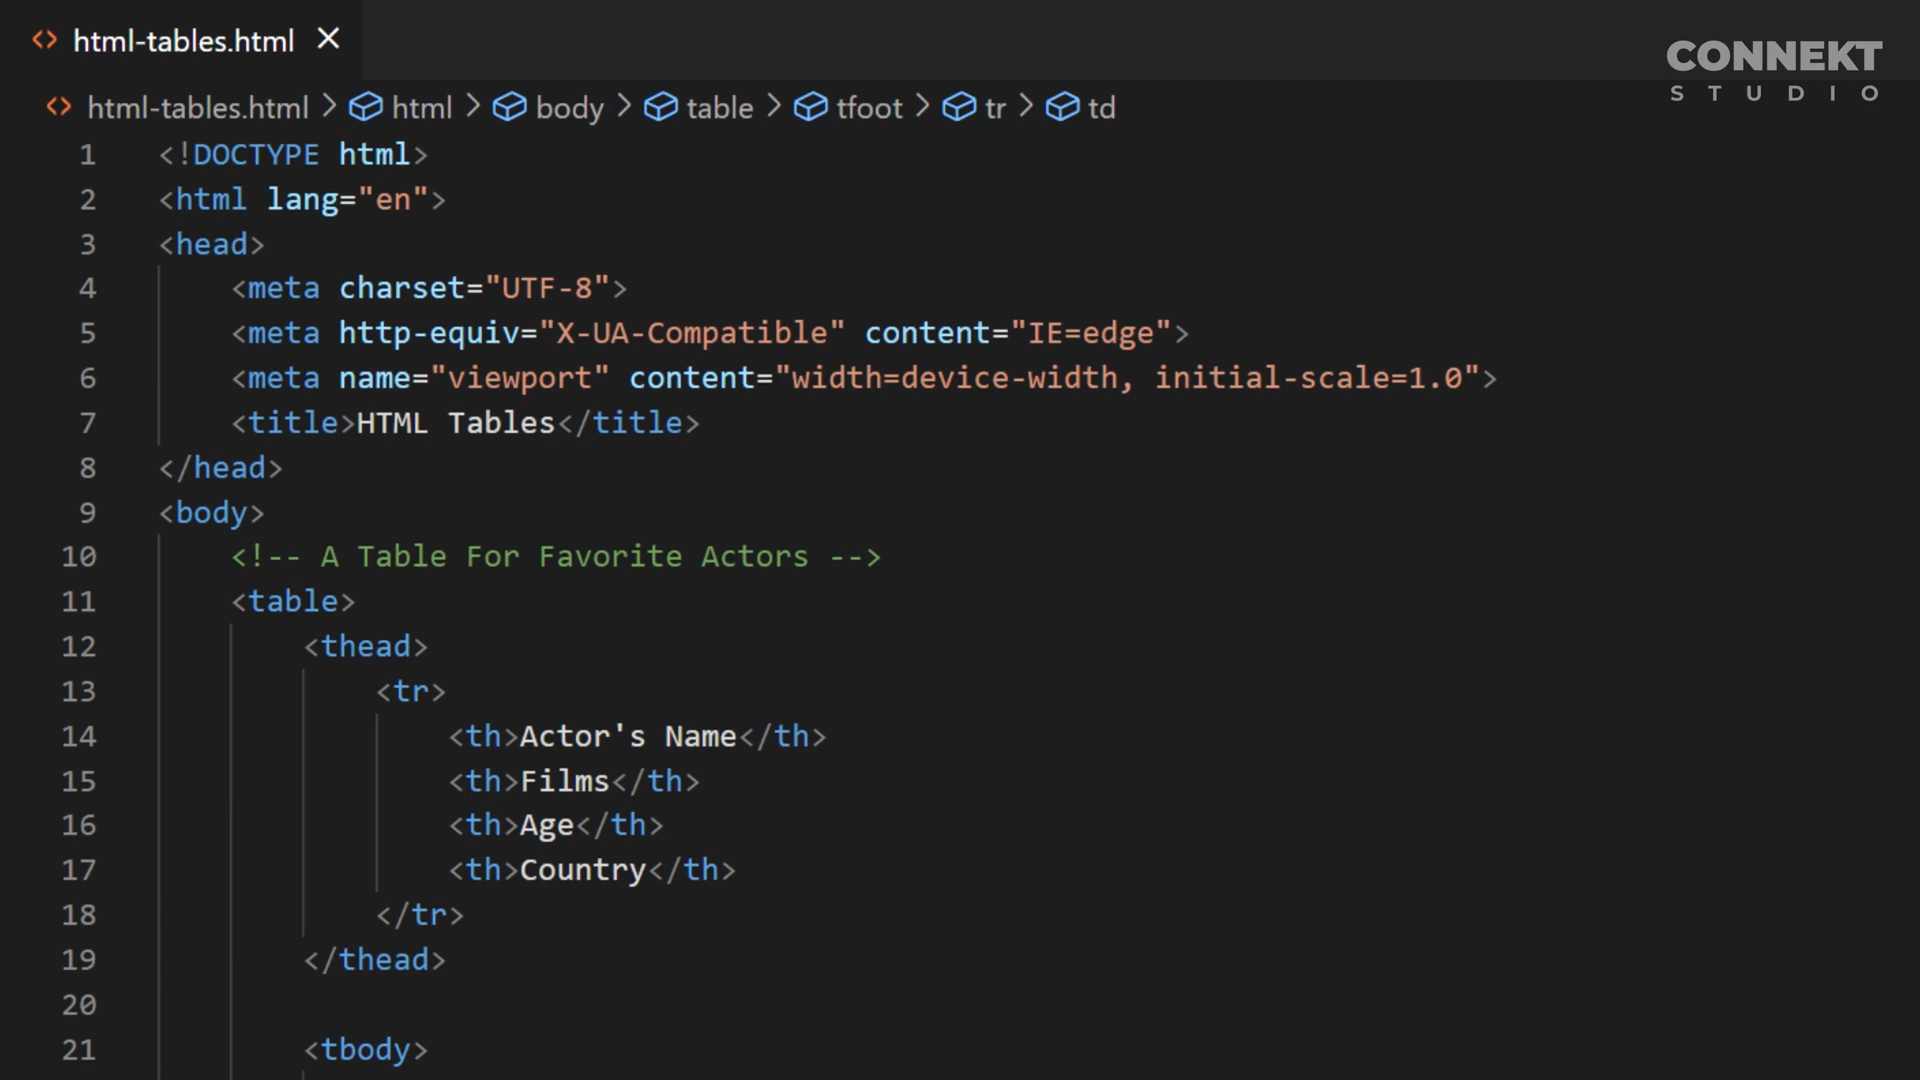 html-tables.html
CONNEKT
STUDIO
html-tables.html > html > body > table > tfoot > tr > td
1 <!DOCTYPE html>
2 <html lang="en">
3 <head>
4     <meta charset="UTF-8">
5     <meta http-equiv="X-UA-Compatible" content="IE=edge">
6     <meta name="viewport" content="width=device-width, initial-scale=1.0">
7     <title>HTML Tables</title>
8 </head>
9 <body>
10     <!-- A Table For Favorite Actors -->
11     <table>
12         <thead>
13             <tr>
14                 <th>Actor's Name</th>
15                 <th>Films</th>
16                 <th>Age</th>
17                 <th>Country</th>
18             </tr>
19         </thead>
20
21         <tbody>